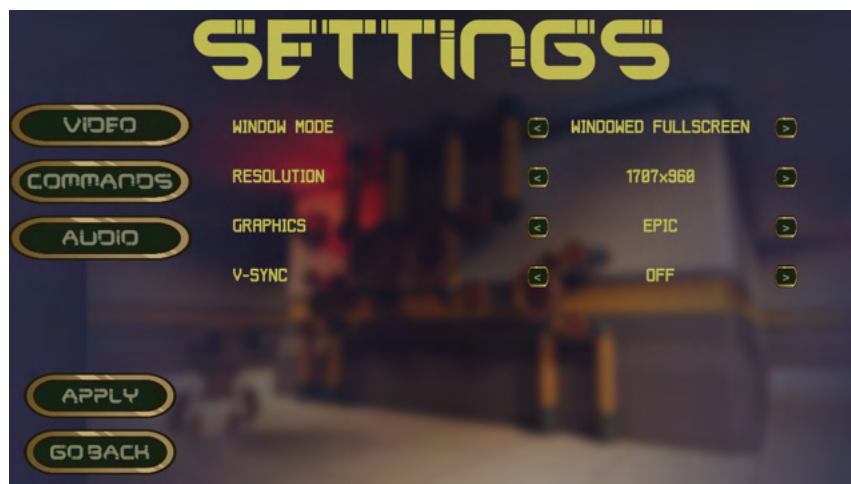 SETTINGS
VIDEO
WINDOW MODE < WINDOWED FULLSCREEN >
COMMANDS
RESOLUTION < 1707x960 >
AUDIO
GRAPHICS < EPIC >
V-SYNC < OFF >
APPLY
GO BACK